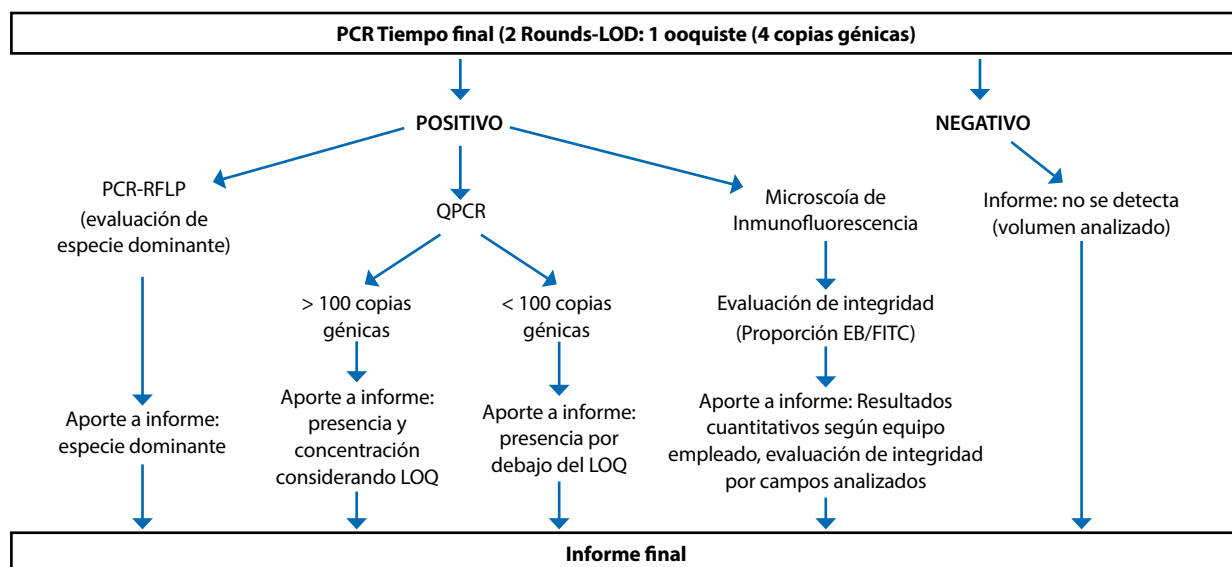 PCR Tiempo final (2 Rounds-LOD: 1 ooquiste (4 copias génicas)
POSITIVO
NEGATIVO
PCR-RFLP
(evaluación de
especie dominante)
QPCR
Microscoía de
Inmunofluorescencia
Informe: no se detecta
(volumen analizado)
> 100 copias
génicas
< 100 copias
génicas
Evaluación de integridad
(Proporción EB/FITC)
Aporte a informe:
especie dominante
Aporte a informe:
presencia y
concentración
considerando LOQ
Aporte a informe:
presencia por
debajo del LOQ
Aporte a informe: Resultados
cuantitativos según equipo
empleado, evaluación de integridad
por campos analizados
Informe final